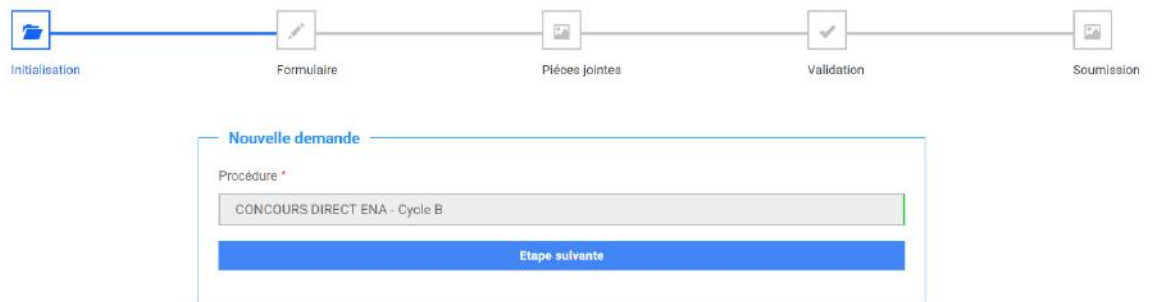 Initialisation
Formulaire
Piéces jointes
Validation
Soumission
Nouvelle demande
Procédure *
CONCOURS DIRECT ENA - Cycle B
Etape suivante